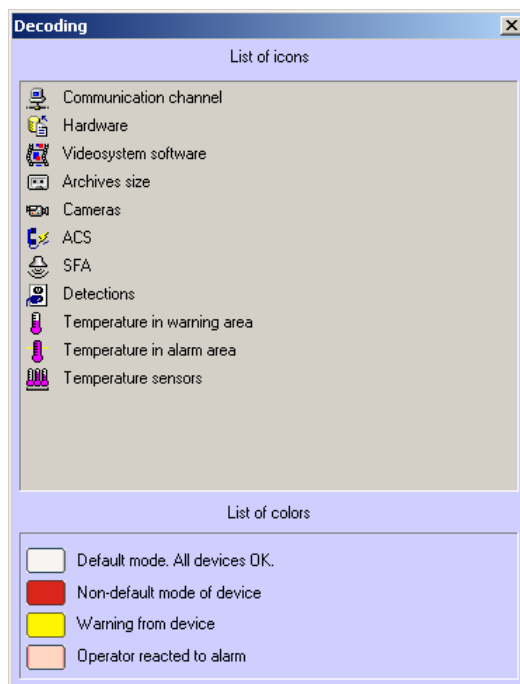 Decoding
List of icons
Communication channel
Hardware
Videosystem software
Archives size
Cameras
ACS
SFA
Detections
Temperature in warning area
Temperature in alarm area
Temperature sensors
List of colors
Default mode. All devices OK.
Non-default mode of device
Warning from device
Operator reacted to alarm